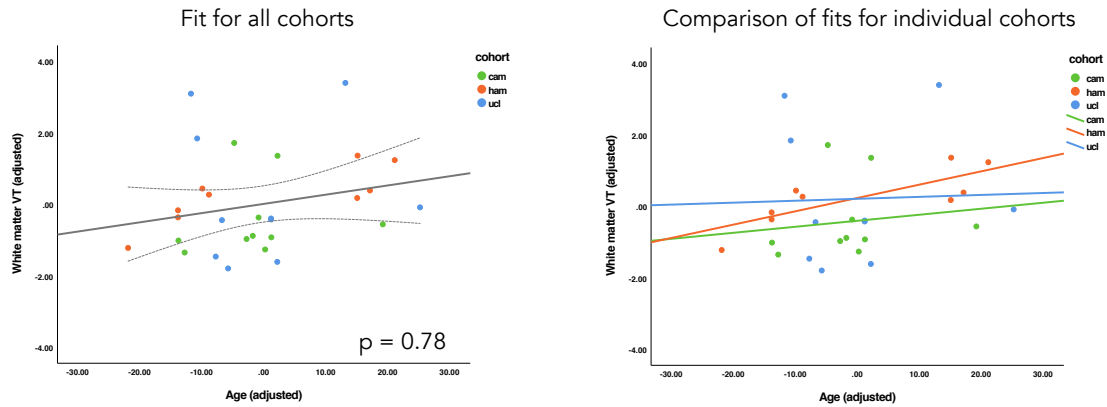 Fit for all cohorts
4.00
2.00
.00
-2.00
-4.00
White matter VT (adjusted)
-30.00 -20.00 -10.00 .00 10.00 20.00 30.00
Age (adjusted)
p = 0.78
cohort
cam
ham
ucl
Comparison of fits for individual cohorts
4.00
2.00
.00
-2.00
-4.00
White matter VT (adjusted)
-30.00 -20.00 -10.00 .00 10.00 20.00 30.00
Age (adjusted)
cohort
cam
ham
ucl
cam
ham
ucl